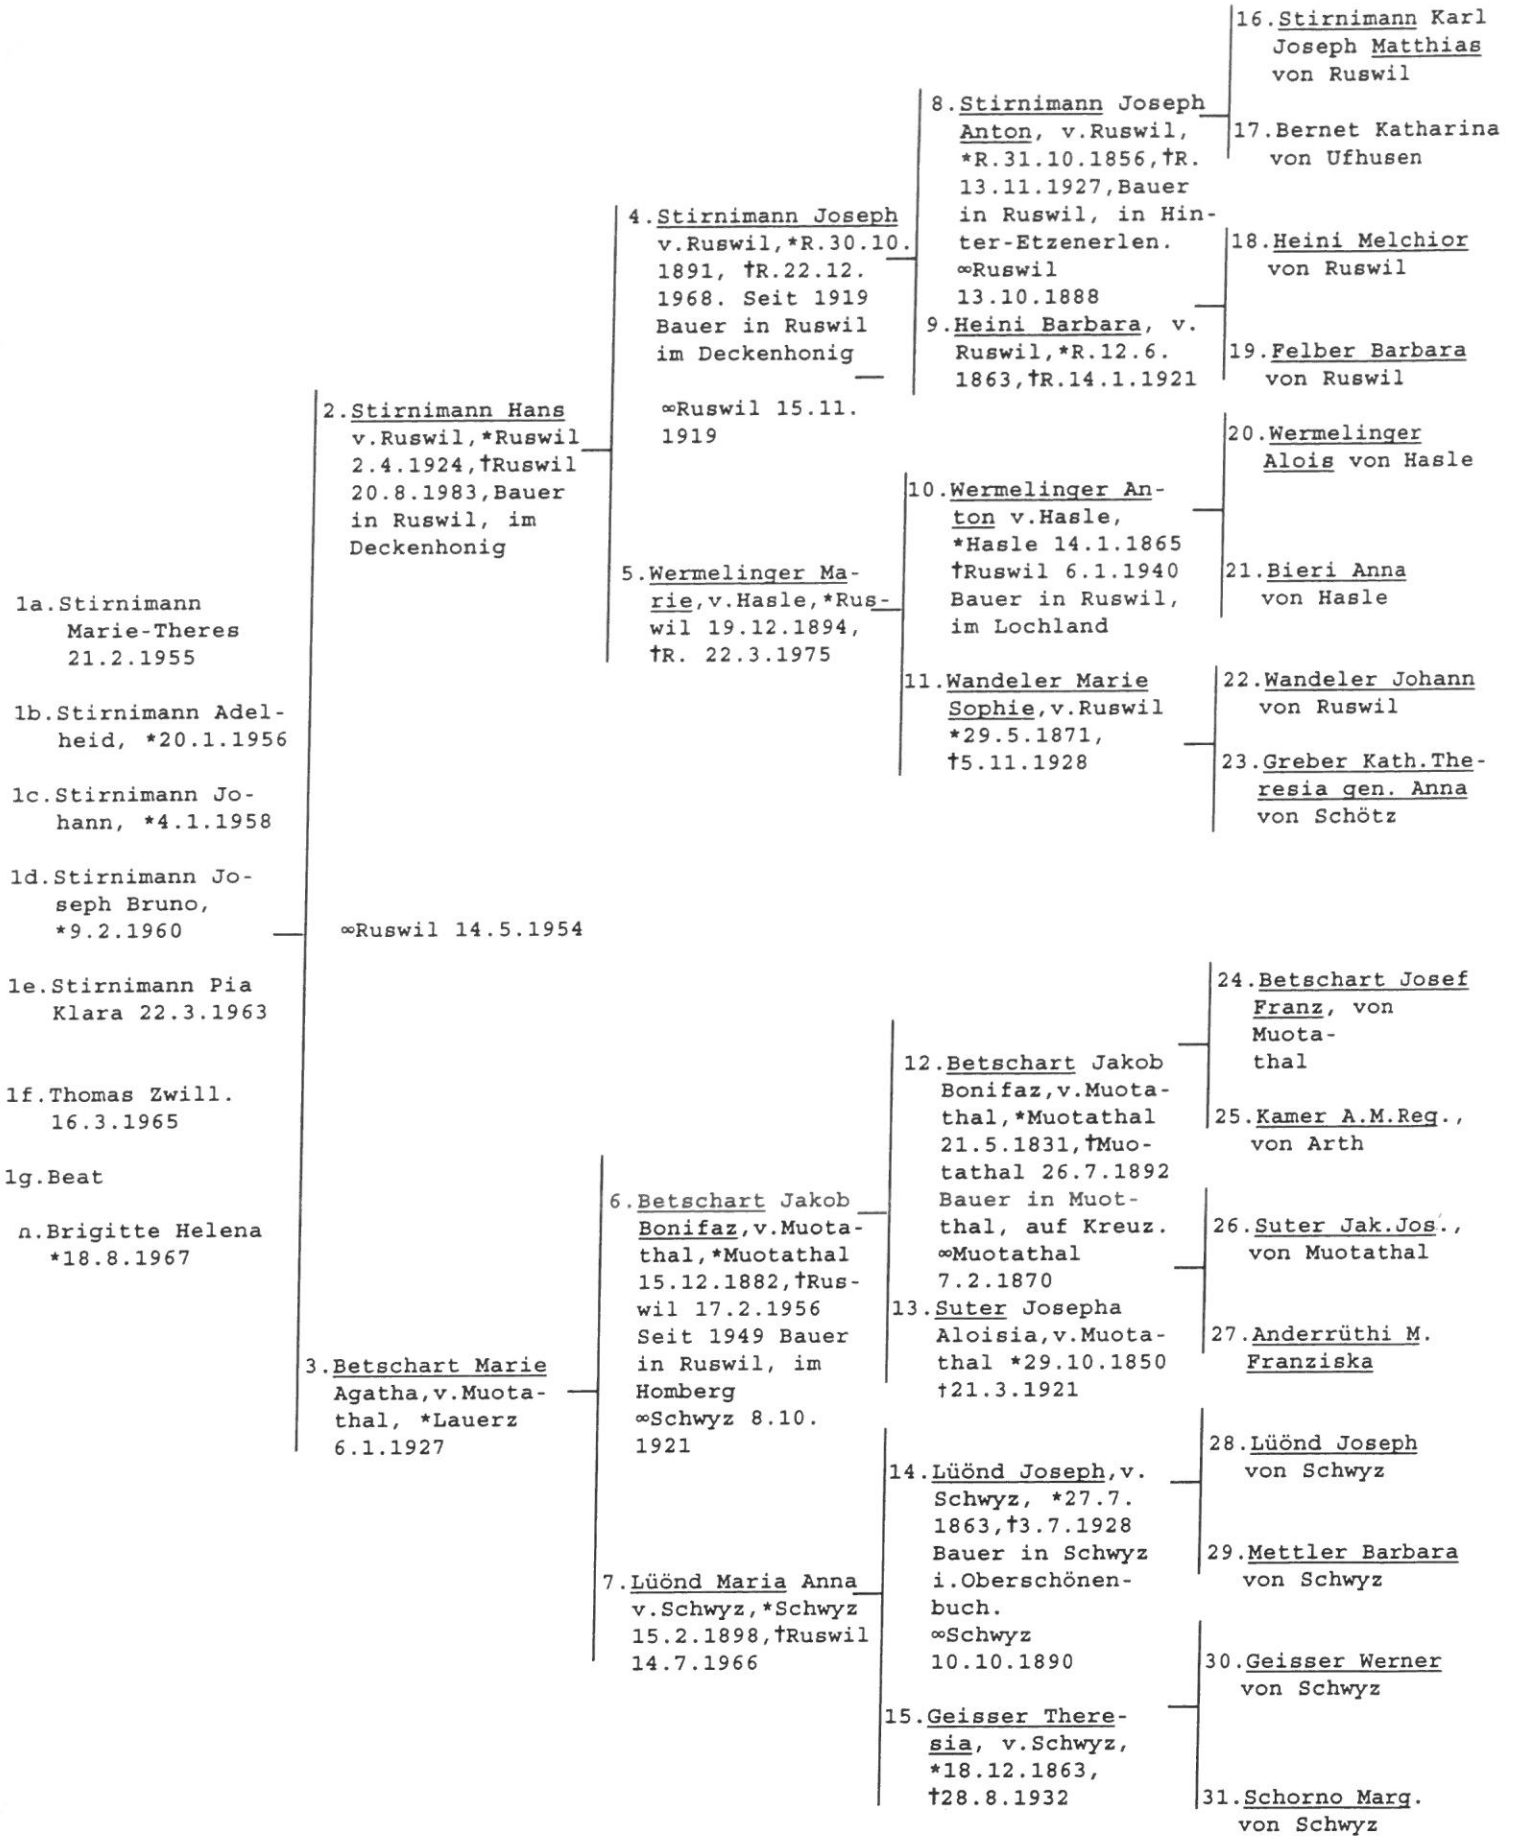 1a.Stirnimann
Marie-Theres
21.2.1955
1b.Stirnimann Adel-
heid, *20.1.1956
1c.Stirnimann Jo-
hann, *4.1.1958
1d.Stirnimann Jo-
seph Bruno,
*9.2.1960
1e.Stirnimann Pia
Klara 22.3.1963
1f.Thomas Zwill.
16.3.1965
1g.Beat
n.Brigitte Helena
*18.8.1967
2.Stirnimann Hans
v.Ruswil,*Ruswil
2.4.1924,†Ruswil
20.8.1983,Bauer
in Ruswil, im
Deckenhonig
∞Ruswil 14.5.1954
3.Betschart Marie
Agatha,v.Muota-
thal, *Lauerz
6.1.1927
4.Stirnimann Joseph
v.Ruswil,*R.30.10.
1891, †R.22.12.
1968. Seit 1919
Bauer in Ruswil
im Deckenhonig
∞Ruswil 15.11.
1919
5.Wermelinger Ma-
rie,v.Hasle,*Rus-
wil 19.12.1894,
†R. 22.3.1975
6.Betschart Jakob
Bonifaz,v.Muota-
thal,*Muotathal
15.12.1882,†Rus-
wil 17.2.1956
Seit 1949 Bauer
in Ruswil, im
Homberg
∞Schwyz 8.10.
1921
7.Lüönd Maria Anna
v.Schwyz,*Schwyz
15.2.1898,†Ruswil
14.7.1966
8.Stirnimann Joseph
Anton, v.Ruswil,
*R.31.10.1856,†R.
13.11.1927,Bauer
in Ruswil, in Hin-
ter-Etzenerlen.
∞Ruswil
13.10.1888
9.Heini Barbara, v.
Ruswil,*R.12.6.
1863,†R.14.1.1921
10.Wermelinger An-
ton v.Hasle,
*Hasle 14.1.1865
†Ruswil 6.1.1940
Bauer in Ruswil,
im Lochland
11.Wandeler Marie
Sophie,v.Ruswil
*29.5.1871,
†5.11.1928
12.Betschart Jakob
Bonifaz,v.Muota-
thal,*Muotathal
21.5.1831,†Muo-
tathal 26.7.1892
Bauer in Muot-
thal, auf Kreuz.
∞Muotathal
7.2.1870
13.Suter Josepha
Aloisia,v.Muota-
thal *29.10.1850
†21.3.1921
14.Lüönd Joseph,v.
Schwyz, *27.7.
1863,†3.7.1928
Bauer in Schwyz
i.Oberschönen-
buch.
∞Schwyz
10.10.1890
15.Geisser There-
sia, v.Schwyz,
*18.12.1863,
†28.8.1932
16.Stirnimann Karl
Joseph Matthias
von Ruswil
17.Bernet Katharina
von Ufhusen
18.Heini Melchior
von Ruswil
19.Felber Barbara
von Ruswil
20.Wermelinger
Alois von Hasle
21.Bieri Anna
von Hasle
22.Wandeler Johann
von Ruswil
23.Greber Kath.The-
resia gen. Anna
von Schötz
24.Betschart Josef
Franz, von
Muota-
thal
25.Kamer A.M.Reg.,
von Arth
26.Suter Jak.Jos.,
von Muotathal
27.Anderrüthi M.
Franziska
28.Lüönd Joseph
von Schwyz
29.Mettler Barbara
von Schwyz
30.Geisser Werner
von Schwyz
31.Schorno Marg.
von Schwyz